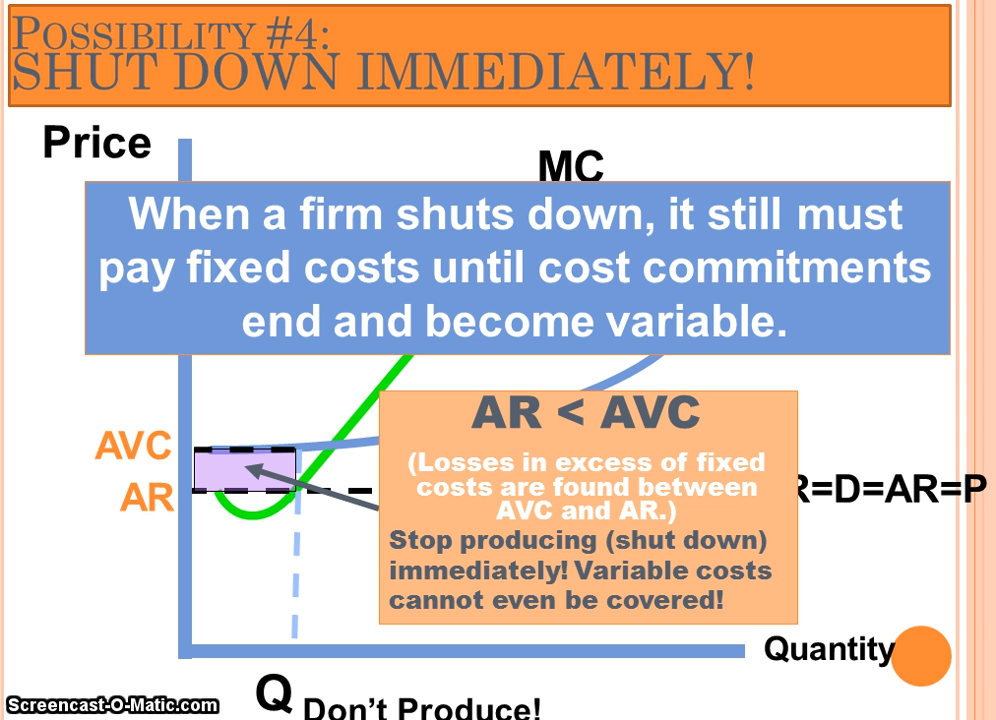 POSSIBILITY #4:
SHUT DOWN IMMEDIATELY!
Price
MC
When a firm shuts down, it still must
pay fixed costs until cost commitments
end and become variable.
AR < AVC
AVC
(Losses in excess of fixed
costs are found between
AVC and AR.)
AR
R=D=AR=P
Stop producing (shut down)
immediately! Variable costs
cannot even be covered!
Quantity
Q Don't Produce!
Screencast-O-Matic.com